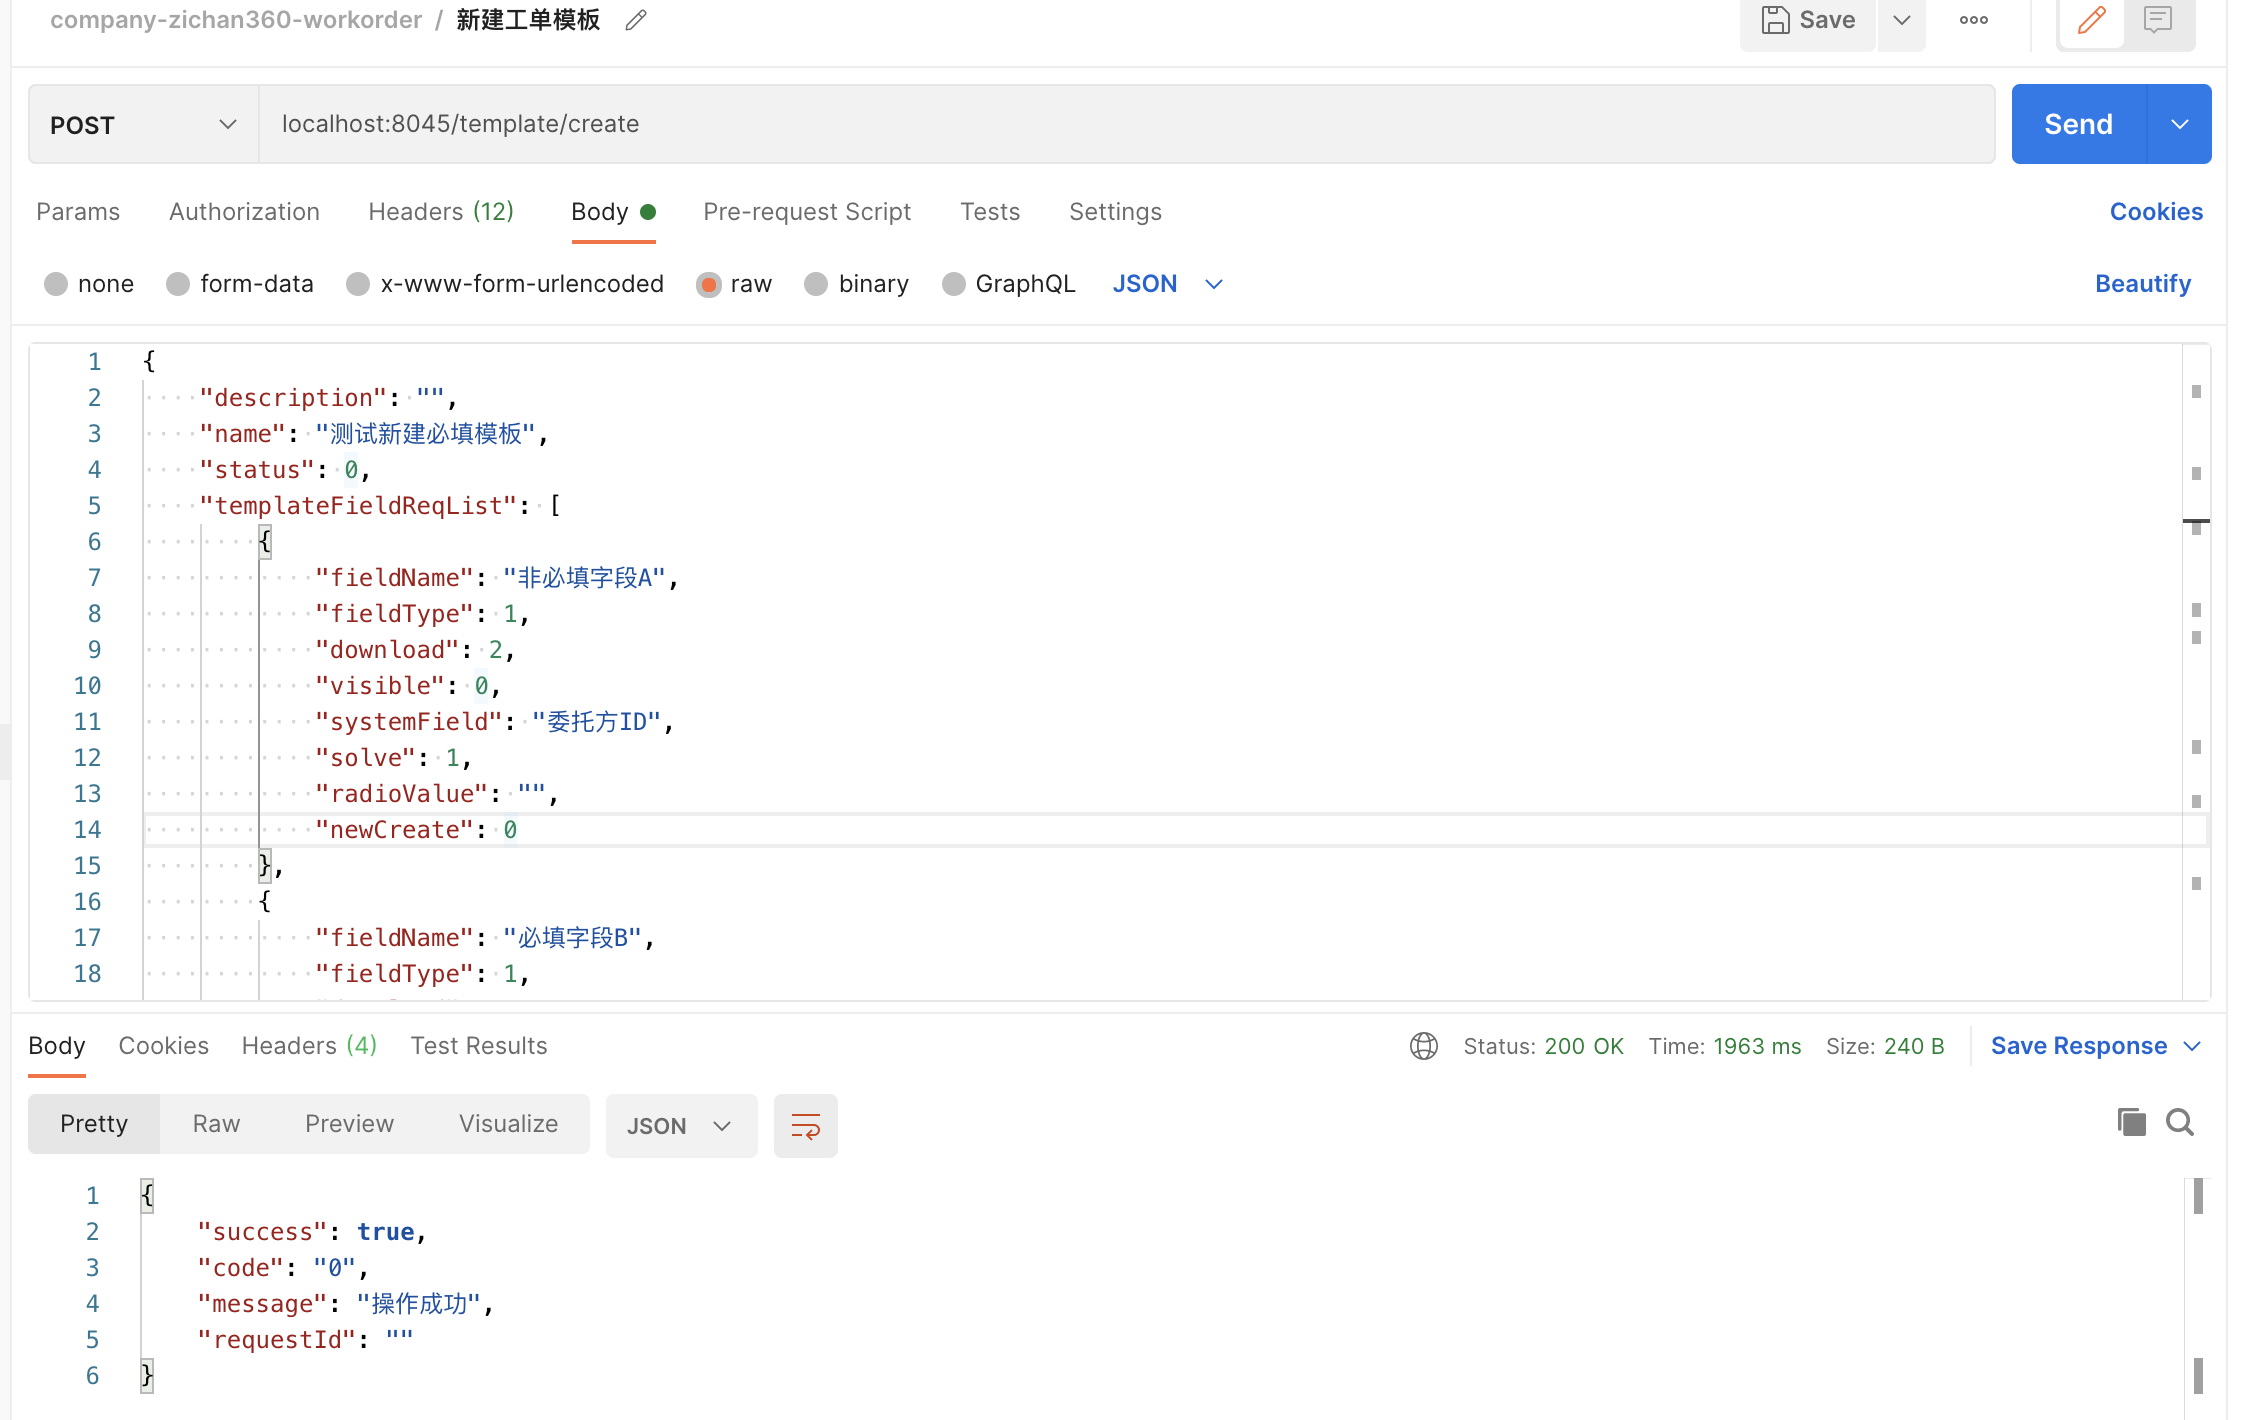 company-zichan360-workorder / 新建工单模板
Save
POST localhost:8045/template/create Send
Params Authorization Headers (12) Body Pre-request Script Tests Settings Cookies
none form-data x-www-form-urlencoded raw binary GraphQL JSON Beautify
1 {
2 "description": "",
3 "name": "测试新建必填模板",
4 "status": 0,
5 "templateFieldReqList": [
6 {
7 "fieldName": "非必填字段A",
8 "fieldType": 1,
9 "download": 2,
10 "visible": 0,
11 "systemField": "委托方ID",
12 "solve": 1,
13 "radioValue": "",
14 "newCreate": 0
15 },
16 {
17 "fieldName": "必填字段B",
18 "fieldType": 1,
Body Cookies Headers (4) Test Results Status: 200 OK Time: 1963 ms Size: 240 B Save Response
Pretty Raw Preview Visualize JSON
1 {
2 "success": true,
3 "code": "0",
4 "message": "操作成功",
5 "requestId": ""
6 }